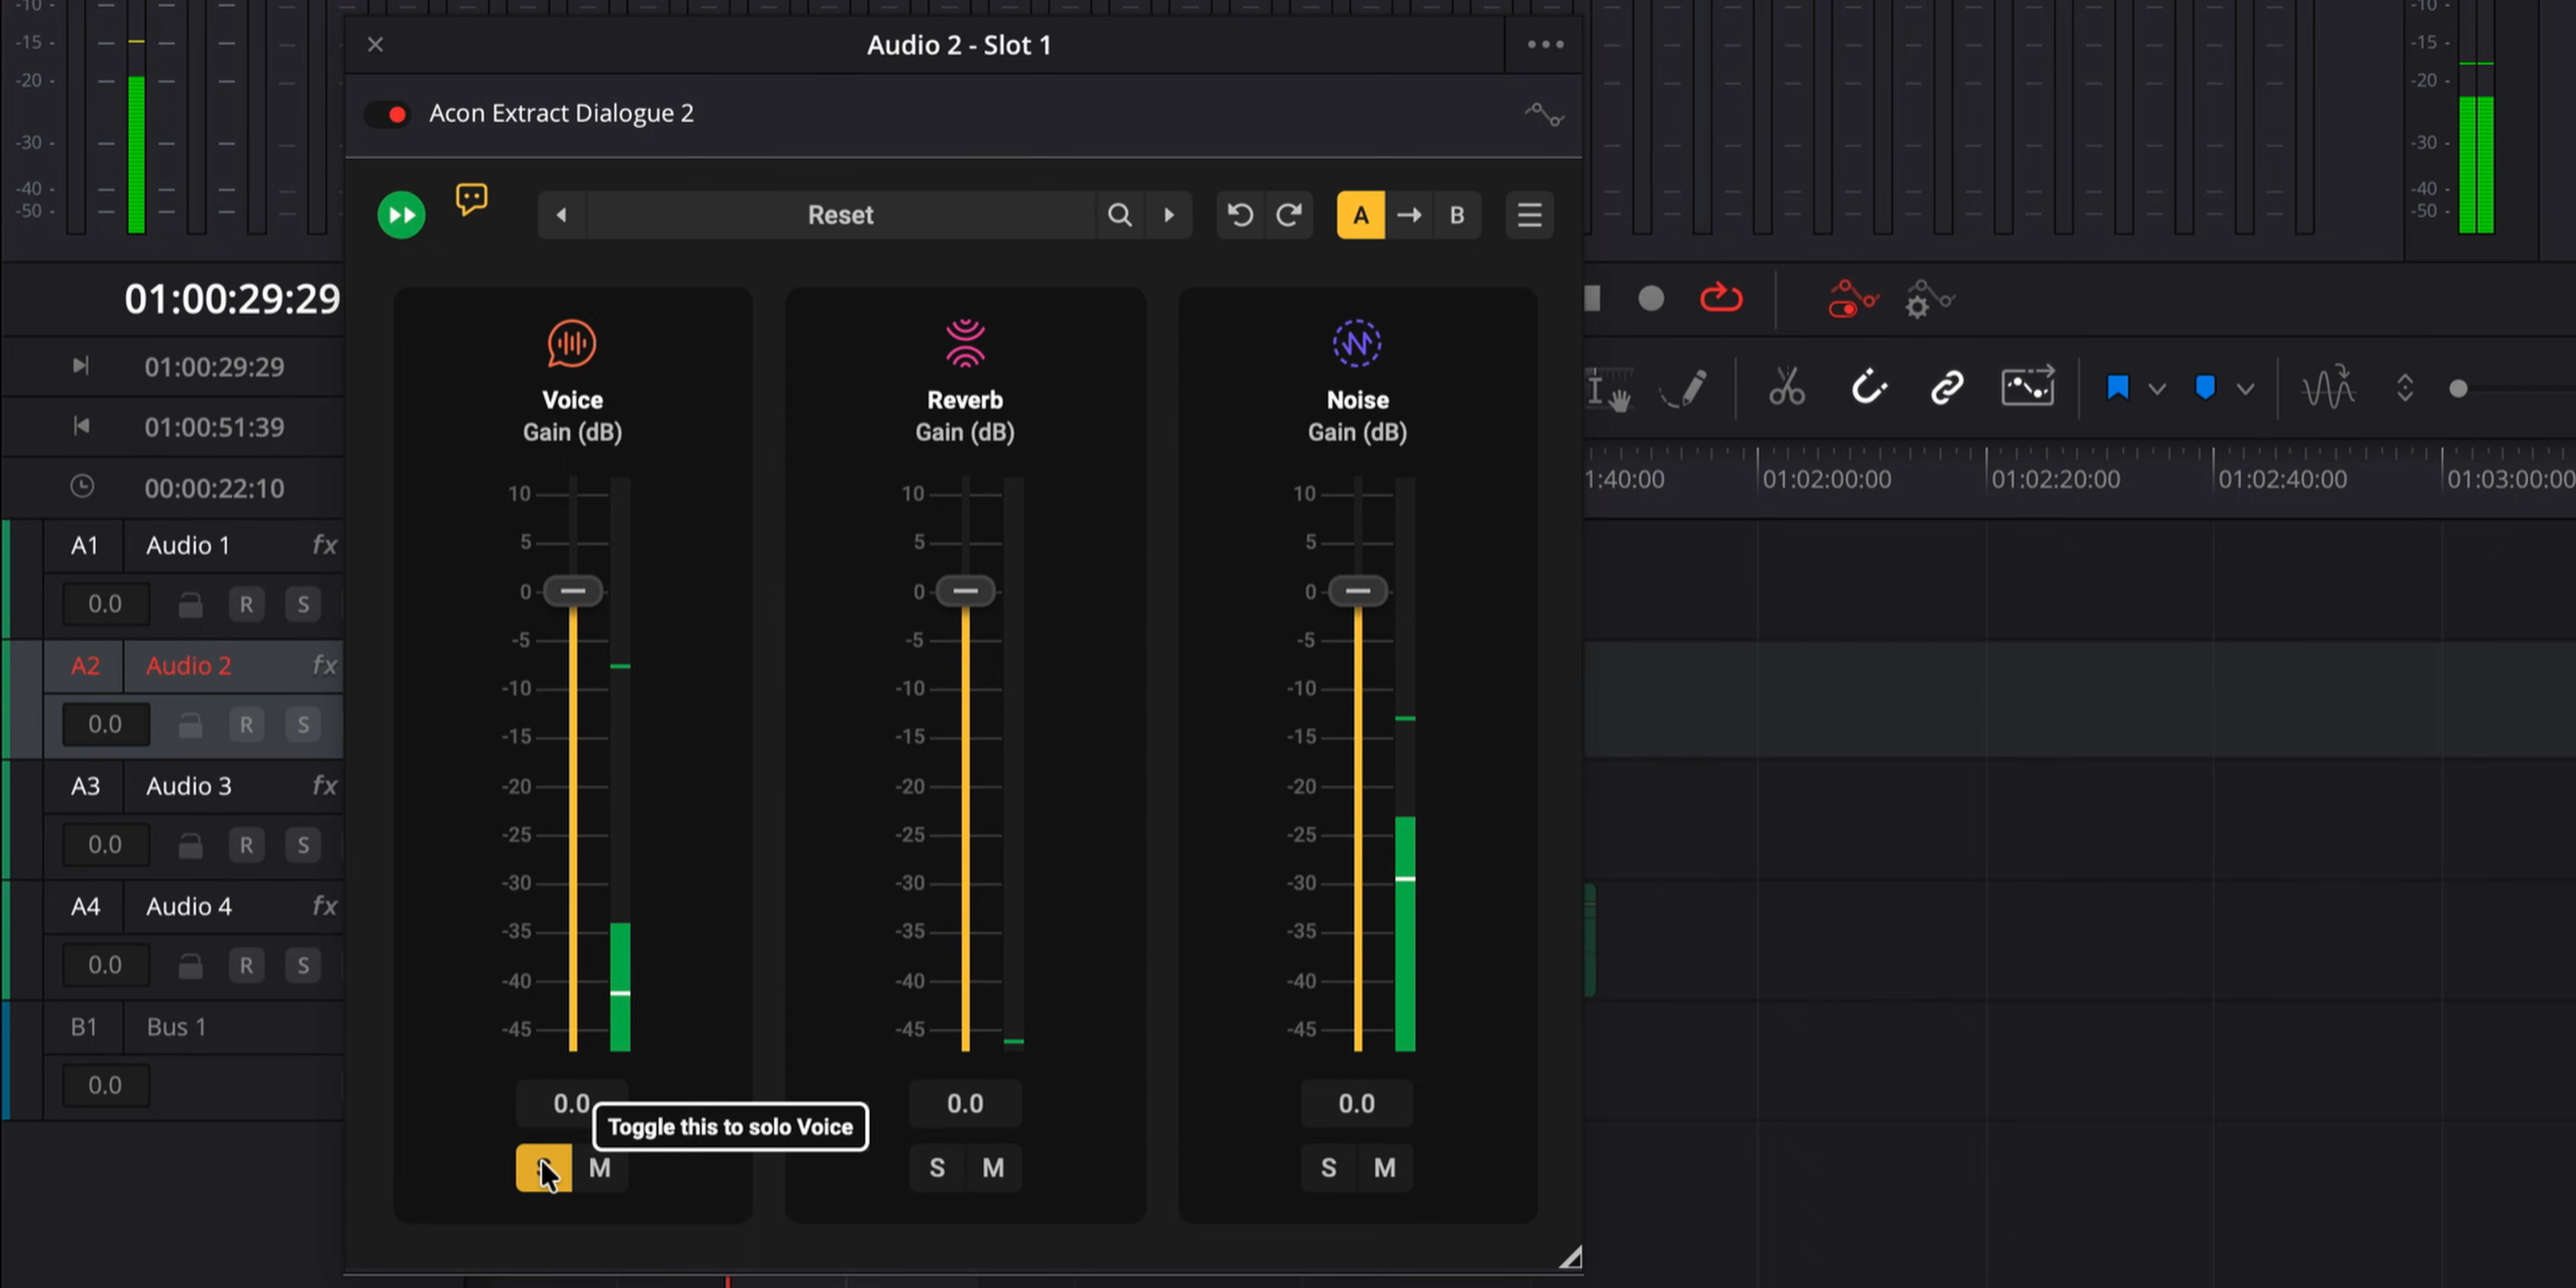 -10
-15
-20
-30
-40
-50
Audio 2 - Slot 1
-10
-15
-20
-30
-40
-50
Acon Extract Dialogue 2
Reset
A
B
01:00:29:29
01:00:29:29
01:00:51:39
00:00:22:10
A1 Audio 1 fx
0.0 R S
A2 Audio 2 fx
0.0 R S
A3 Audio 3 fx
0.0 R S
A4 Audio 4 fx
0.0 R S
B1 Bus 1
0.0
Voice
Gain (dB)
10
5
0
-5
-10
-15
-20
-25
-30
-35
-40
-45
0.0
Toggle this to solo Voice
S M
Reverb
Gain (dB)
10
5
0
-5
-10
-15
-20
-25
-30
-35
-40
-45
0.0
S M
Noise
Gain (dB)
10
5
0
-5
-10
-15
-20
-25
-30
-35
-40
-45
0.0
S M
1:40:00 01:02:00:00 01:02:20:00 01:02:40:00 01:03:00:00